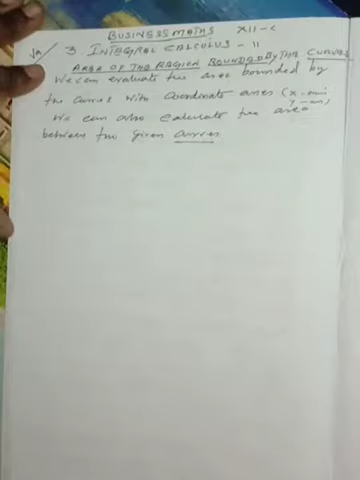 BUSINESS MATHS XII-C
3. INTEGRAL CALCULUS - II
AREA OF THE REGION BOUNDED BY THE CURVES
We can evaluate the area bounded by
the curves with coordinate axes (x-axis
y-axis)
We can also calculate the area
between two given curves